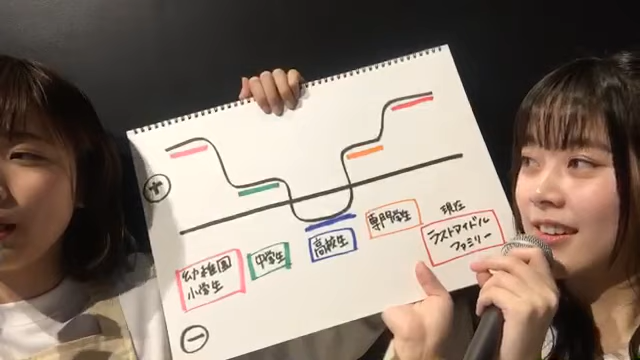 +
幼稚園
小学生
中学生
高校生
専門学生
現在
ラストアイドル
ファミリー
−